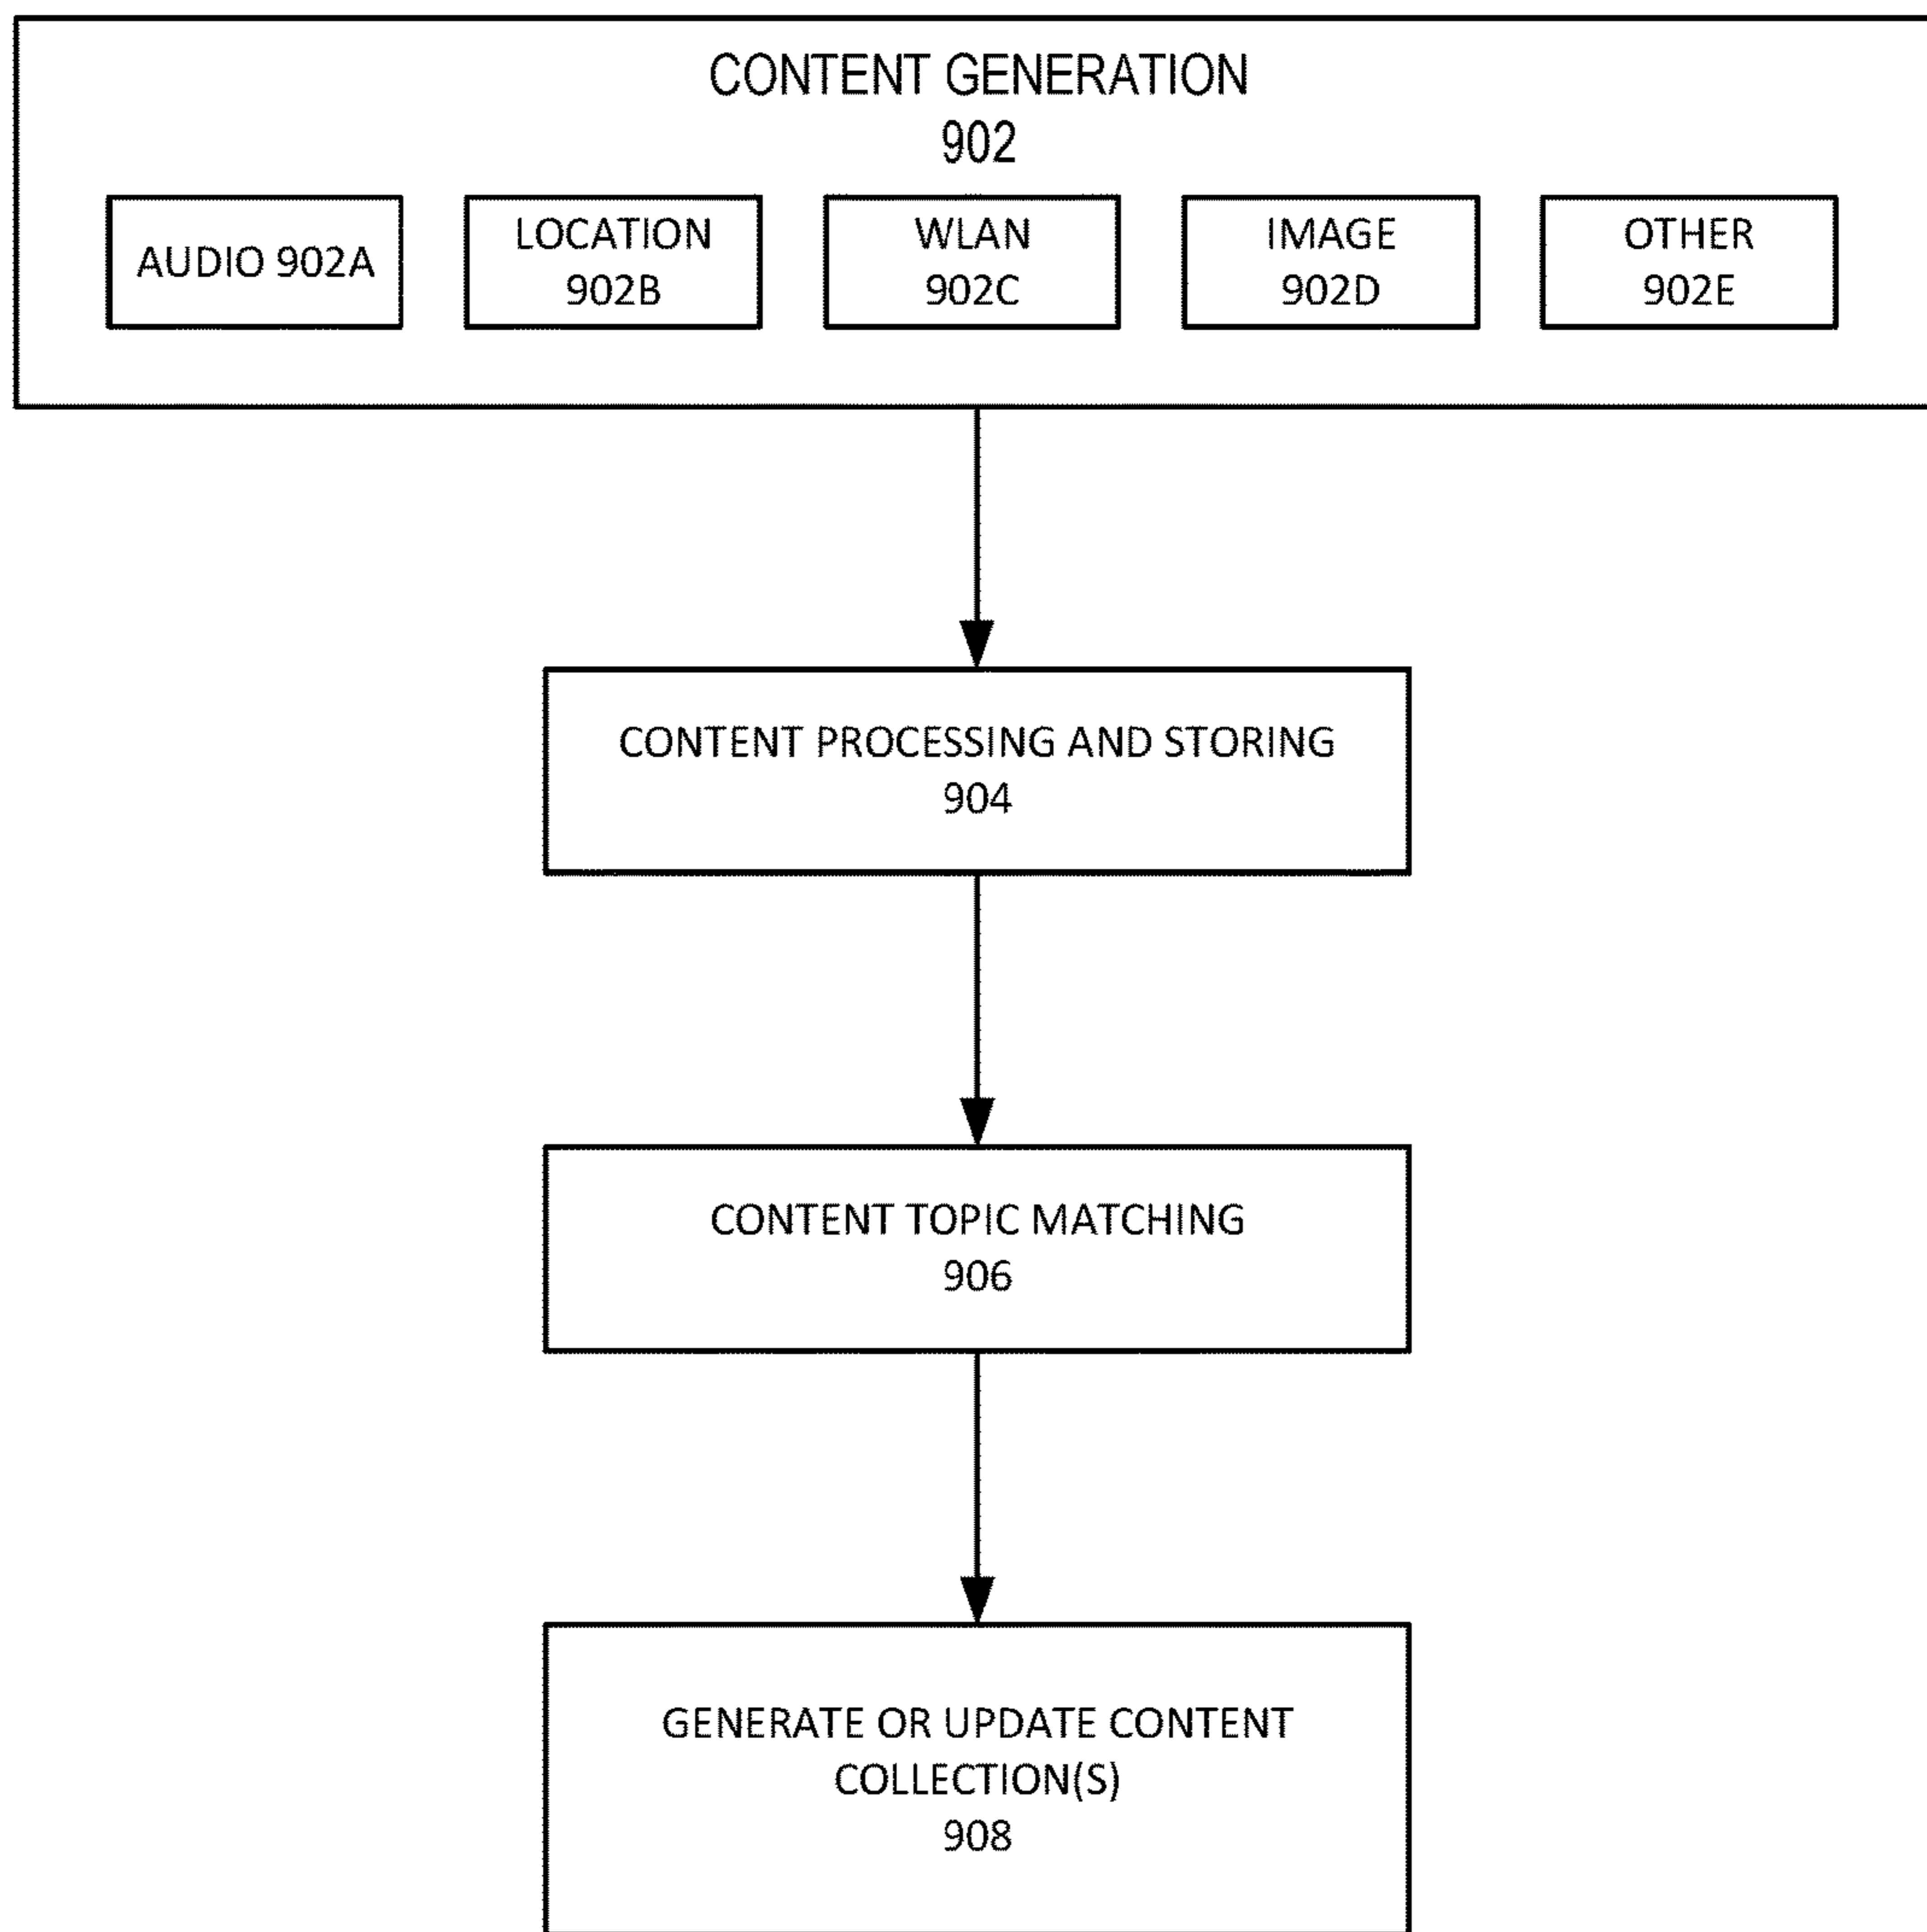 CONTENT GENERATION
902
AUDIO 902A
LOCATION
902B
WLAN
902C
IMAGE
902D
OTHER
902E
CONTENT PROCESSING AND STORING
904
CONTENT TOPIC MATCHING
906
GENERATE OR UPDATE CONTENT
COLLECTION(S)
908